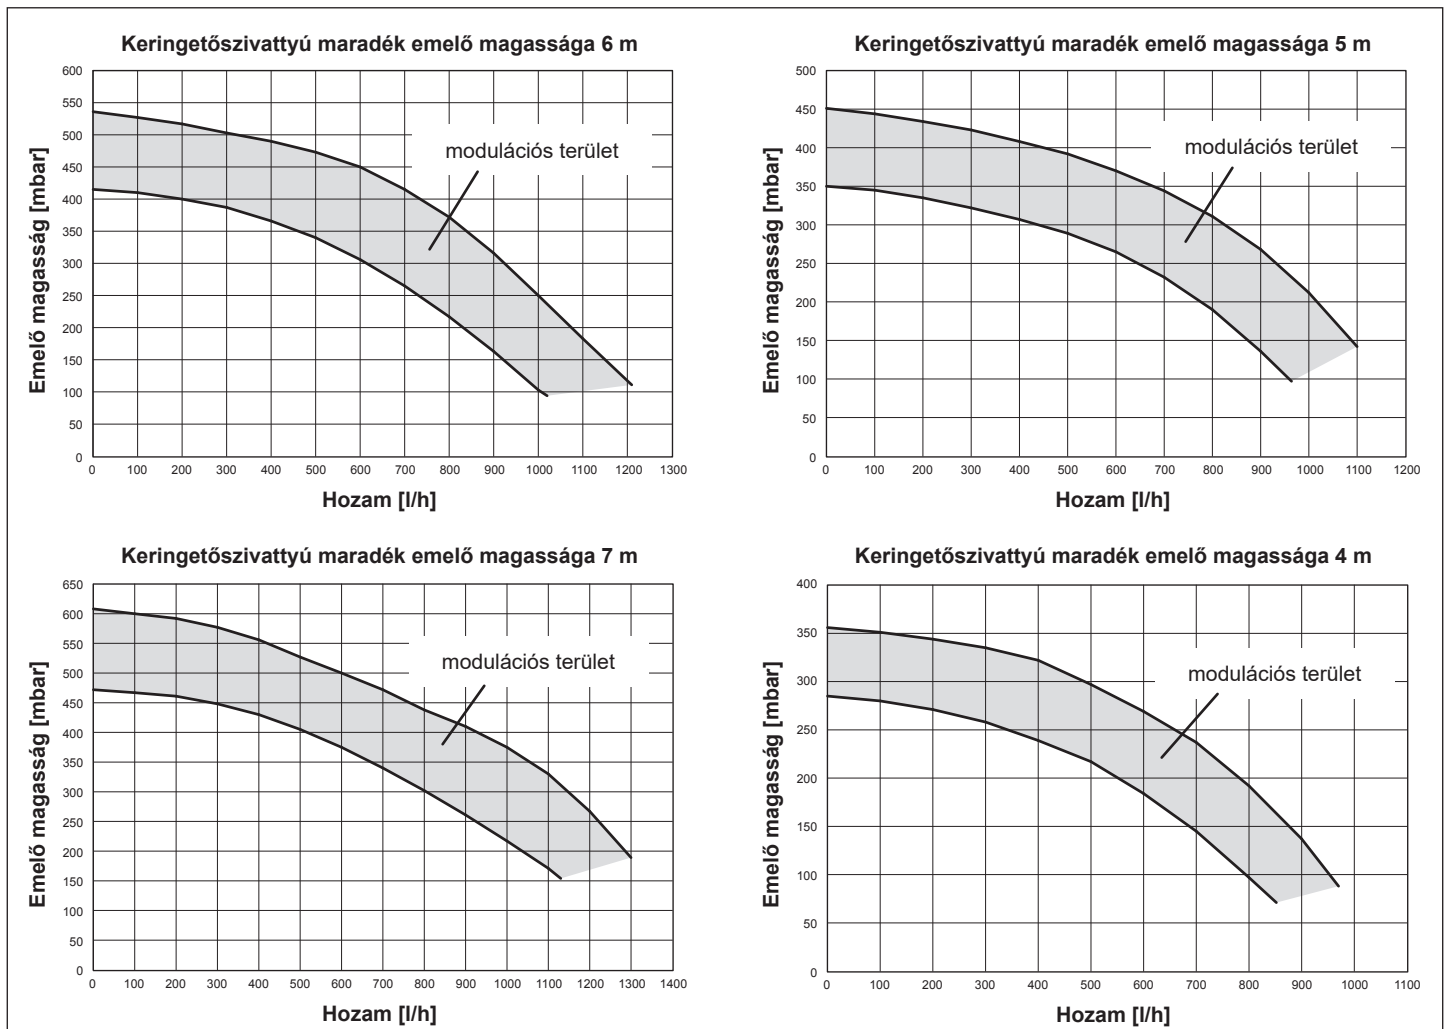 Keringetőszivattyú maradék emelő magassága 6 m
600
550
500
450
400
350
300
250
200
150
100
50
0
Emelő magasság [mbar]
modulációs terület
0 100 200 300 400 500 600 700 800 900 1000 1100 1200 1300
Hozam [l/h]
Keringetőszivattyú maradék emelő magassága 5 m
500
450
400
350
300
250
200
150
100
50
0
Emelő magasság [mbar]
modulációs terület
0 100 200 300 400 500 600 700 800 900 1000 1100 1200
Hozam [l/h]
Keringetőszivattyú maradék emelő magassága 7 m
650
600
550
500
450
400
350
300
250
200
150
100
50
0
Emelő magasság [mbar]
modulációs terület
0 100 200 300 400 500 600 700 800 900 1000 1100 1200 1300 1400
Hozam [l/h]
Keringetőszivattyú maradék emelő magassága 4 m
400
350
300
250
200
150
100
50
0
Emelő magasság [mbar]
modulációs terület
0 100 200 300 400 500 600 700 800 900 1000 1100
Hozam [l/h]